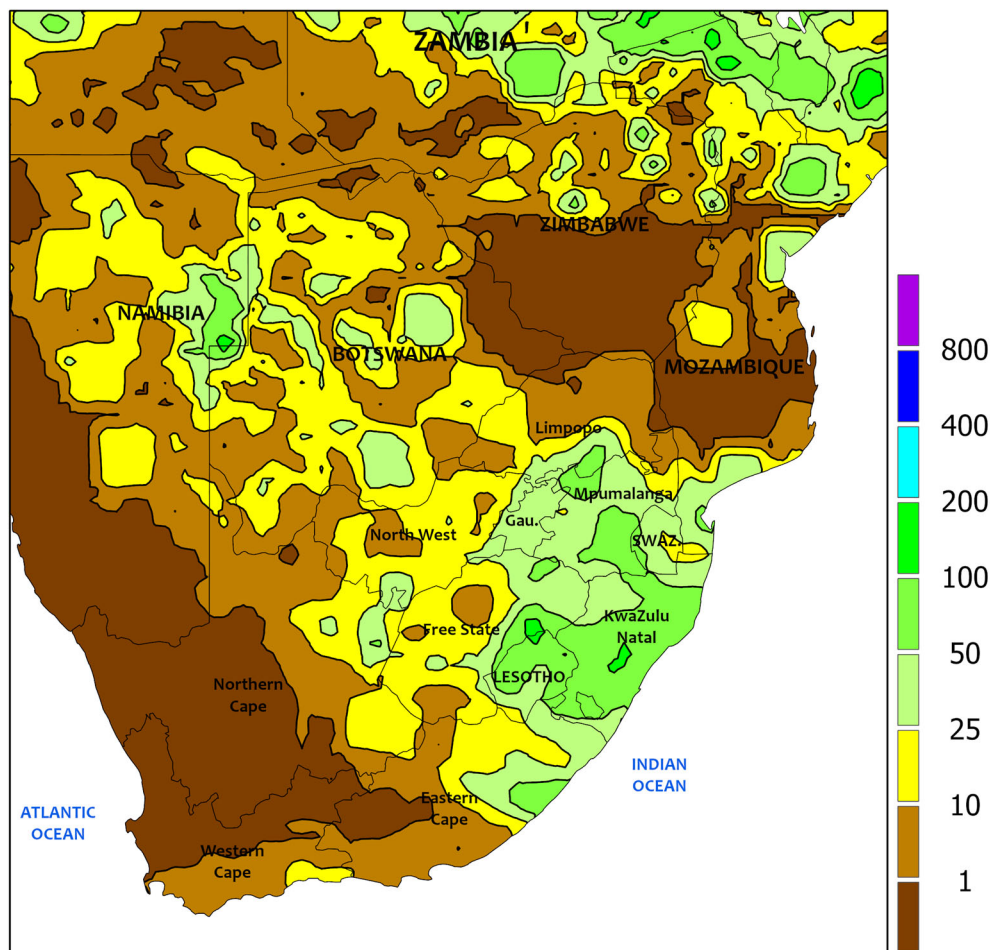 ZAMBIA
ZIMBABWE
NAMIBIA
BOTSWANA
MOZAMBIQUE
Limpopo
Mpumalanga
Gau.
North West
SWAZ.
KwaZulu
Natal
Free State
LESOTHO
Northern
Cape
INDIAN
OCEAN
Eastern
Cape
ATLANTIC
OCEAN
Western
Cape
800
400
200
100
50
25
10
1